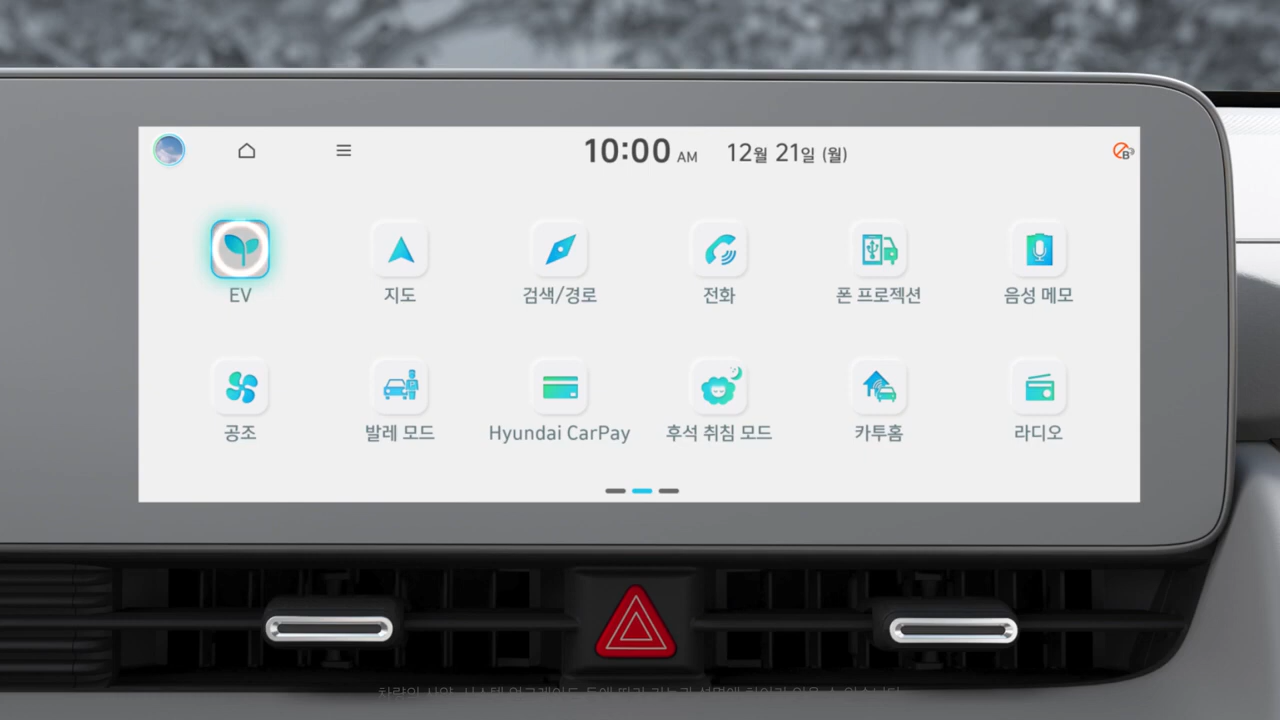 10:00 AM 12월 21일 (월)
EV 지도 검색/경로 전화 폰 프로젝션 음성 메모
공조 발레 모드 Hyundai CarPay 후석 취침 모드 카투홈 라디오